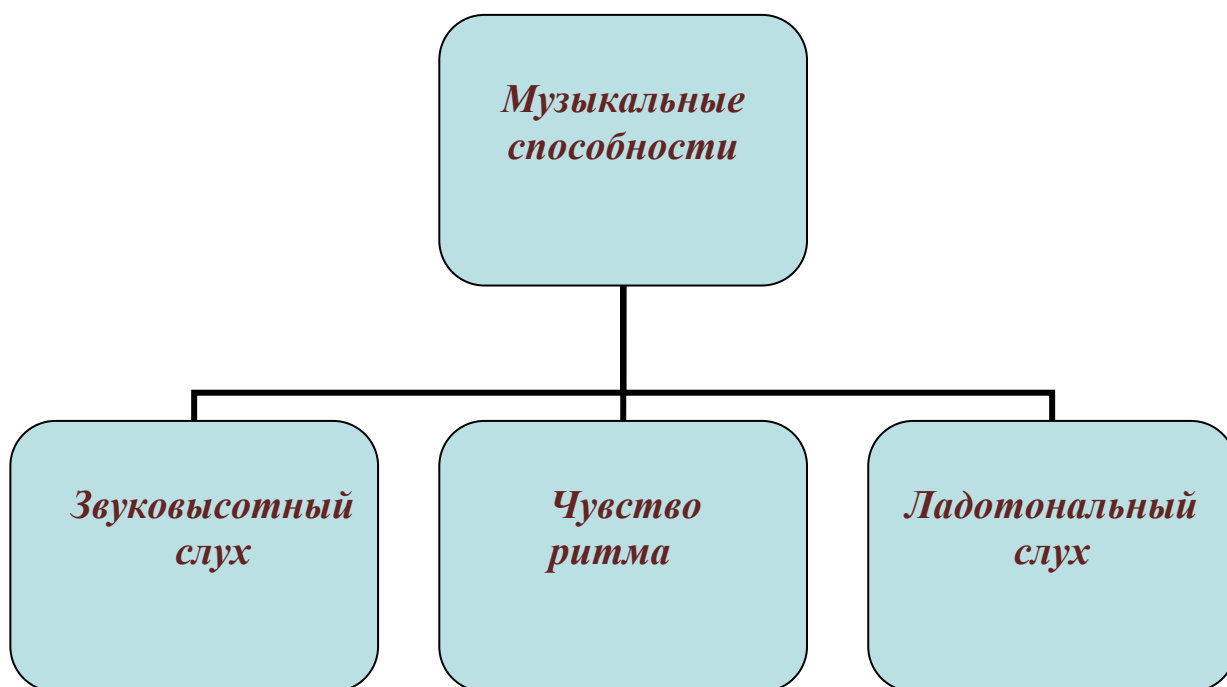 Музыкальные
способности
Звуковысотный
слух
Чувство
ритма
Ладотональный
слух